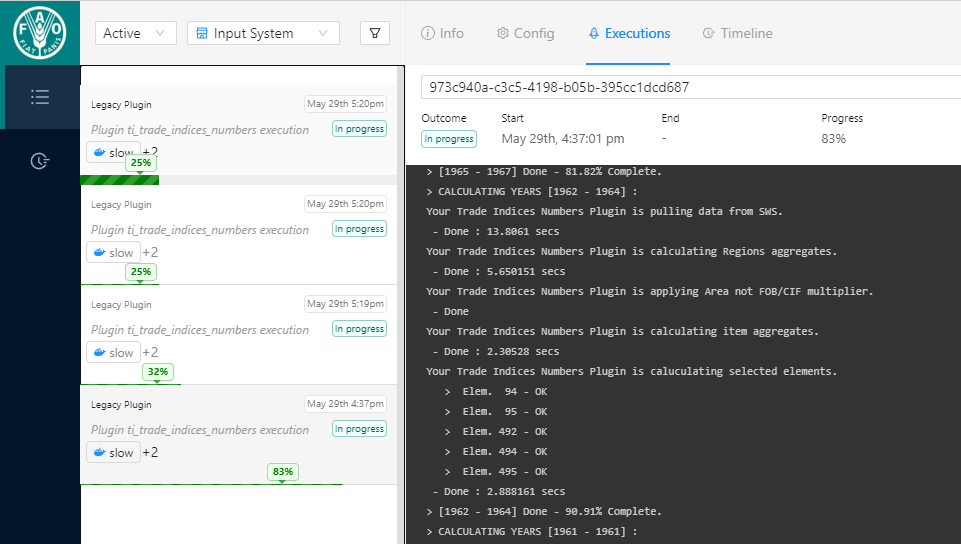 F A O
FIAT PANIS
Active
Input System
Info
Config
Executions
Timeline
Legacy Plugin
May 29th 5:20pm
Plugin ti_trade_indices_numbers execution
In progress
slow
+2
25%
Legacy Plugin
May 29th 5:20pm
Plugin ti_trade_indices_numbers execution
In progress
slow
+2
25%
Legacy Plugin
May 29th 5:19pm
Plugin ti_trade_indices_numbers execution
In progress
slow
+2
32%
Legacy Plugin
May 29th 4:37pm
Plugin ti_trade_indices_numbers execution
In progress
slow
+2
83%
973c940a-c3c5-4198-b05b-395cc1dcd687
Outcome Start End Progress
In progress May 29th, 4:37:01 pm - 83%
> [1965 - 1967] Done - 81.82% Complete.
> CALCULATING YEARS [1962 - 1964] :
Your Trade Indices Numbers Plugin is pulling data from SWS.
- Done : 13.8061 secs
Your Trade Indices Numbers Plugin is calculating Regions aggregates.
- Done : 5.650151 secs
Your Trade Indices Numbers Plugin is applying Area not FOB/CIF multiplier.
- Done
Your Trade Indices Numbers Plugin is calculating item aggregates.
- Done : 2.30528 secs
Your Trade Indices Numbers Plugin is caluculating selected elements.
> Elem. 94 - OK
> Elem. 95 - OK
> Elem. 492 - OK
> Elem. 494 - OK
> Elem. 495 - OK
- Done : 2.888161 secs
> [1962 - 1964] Done - 90.91% Complete.
> CALCULATING YEARS [1961 - 1961] :